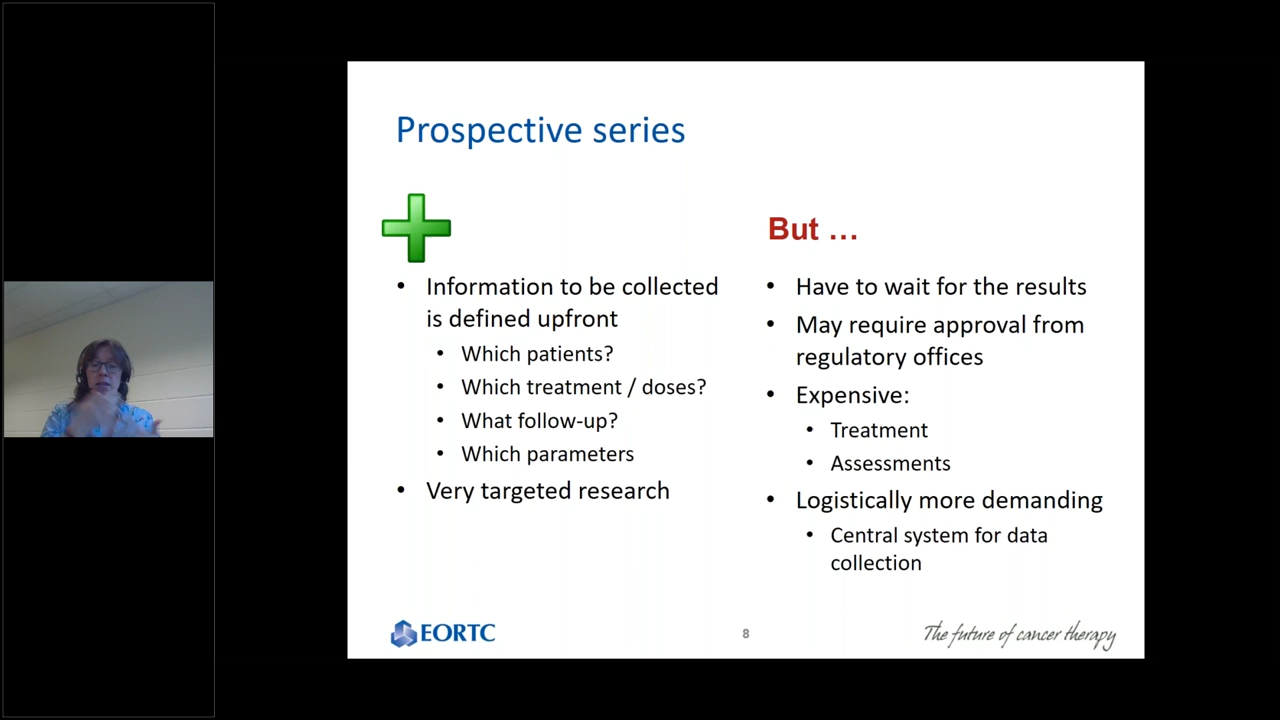 Prospective series
But …
• Information to be collected
is defined upfront
• Which patients?
• Which treatment / doses?
• What follow-up?
• Which parameters
• Very targeted research
• Have to wait for the results
• May require approval from
regulatory offices
• Expensive:
• Treatment
• Assessments
• Logistically more demanding
• Central system for data
collection
EORTC
8
The future of cancer therapy